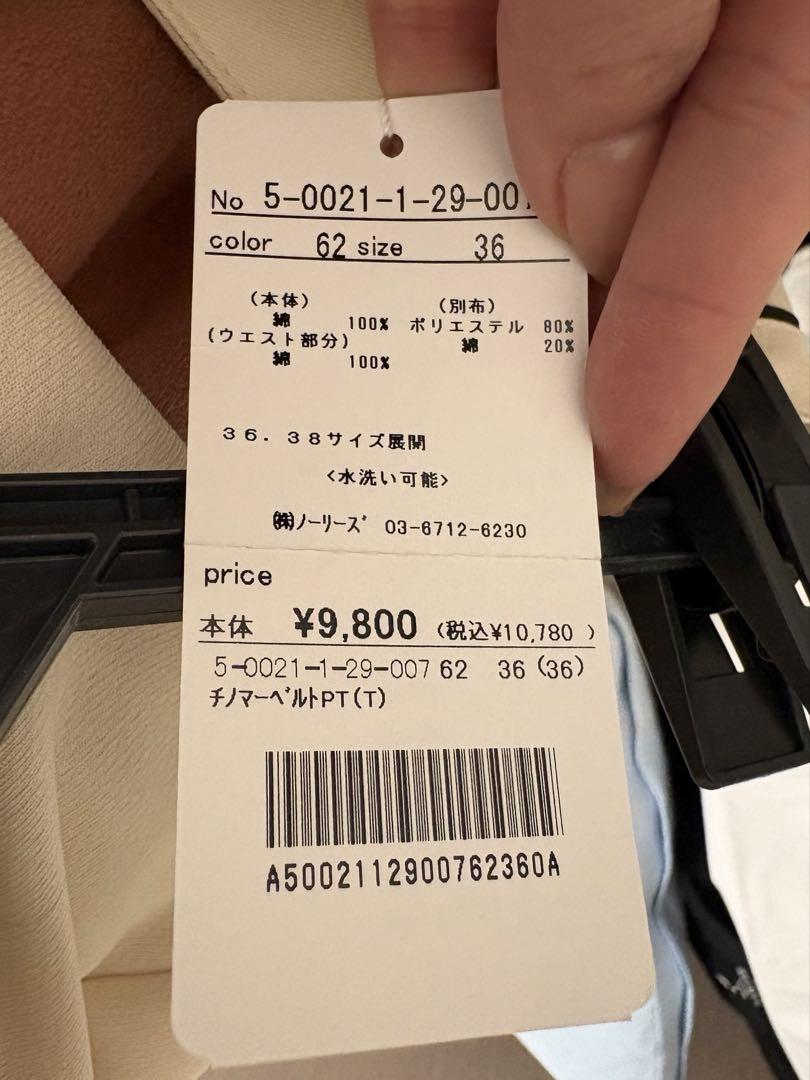 No 5-0021-1-29-00
color 62 size 36
(本体)
綿 100%
(ウエスト部分)
綿 100%
(別布)
ポリエステル 80%
綿 20%
36．38サイズ展開
<水洗い可能>
㈱ノーリーズ 03-6712-6230
price
本体 ¥9,800 (税込¥10,780 )
5-0021-1-29-007 62 36 (36)
チノマーベルトPT(T)
A5002112900762360A